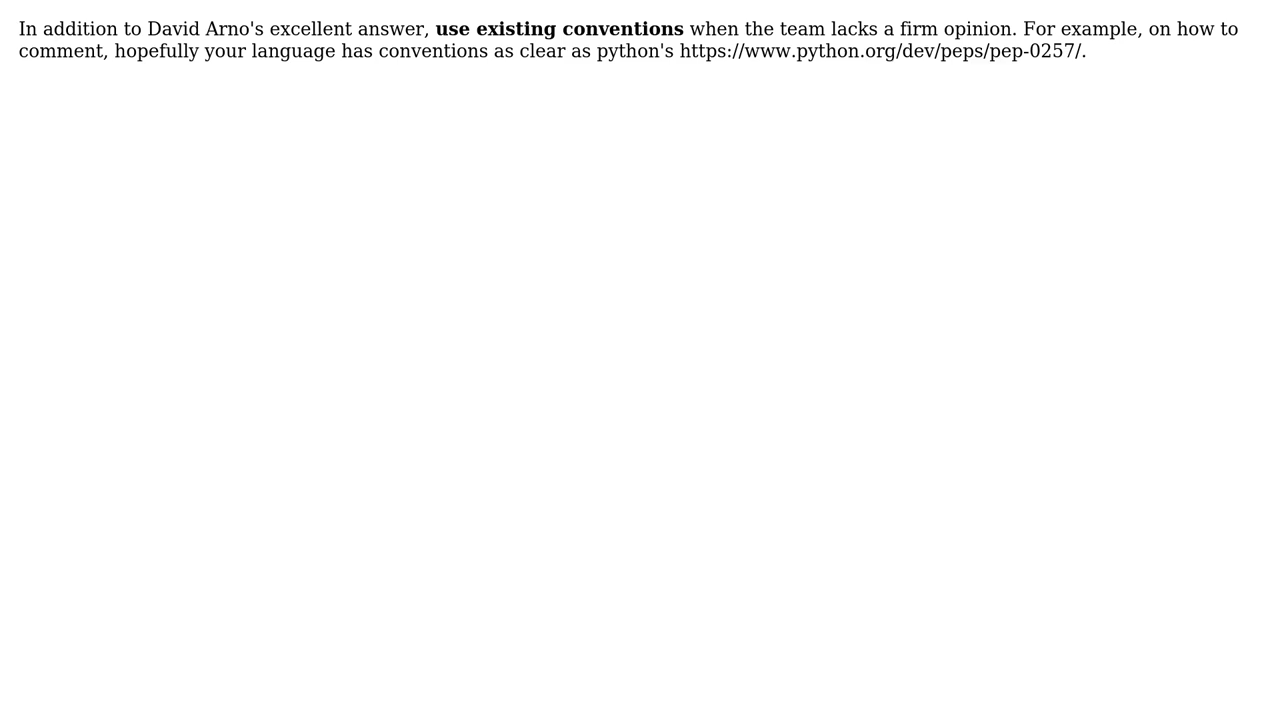 In addition to David Arno's excellent answer, use existing conventions when the team lacks a firm opinion. For example, on how to
comment, hopefully your language has conventions as clear as python's https://www.python.org/dev/peps/pep-0257/.